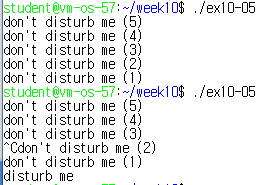 student@vm-os-57:~/week10$ ./ex10-05
don't disturb me (5)
don't disturb me (4)
don't disturb me (3)
don't disturb me (2)
don't disturb me (1)
student@vm-os-57:~/week10$ ./ex10-05
don't disturb me (5)
don't disturb me (4)
don't disturb me (3)
^Cdon't disturb me (2)
don't disturb me (1)
disturb me